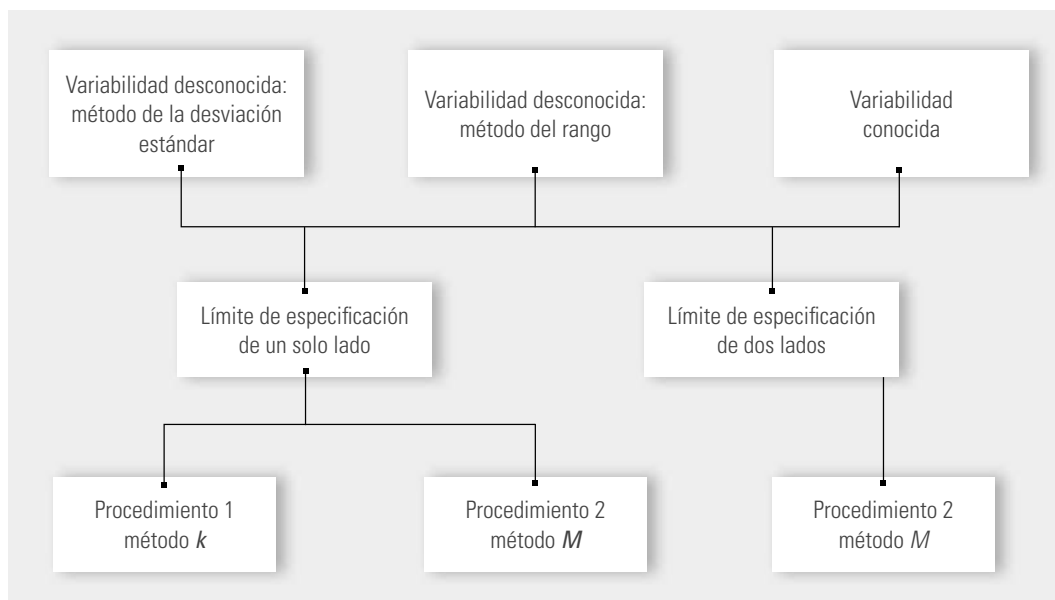 Variabilidad desconocida:
método de la desviación
estándar
Variabilidad desconocida:
método del rango
Variabilidad
conocida
Límite de especificación
de un solo lado
Límite de especificación
de dos lados
Procedimiento 1
método k
Procedimiento 2
método M
Procedimiento 2
método M